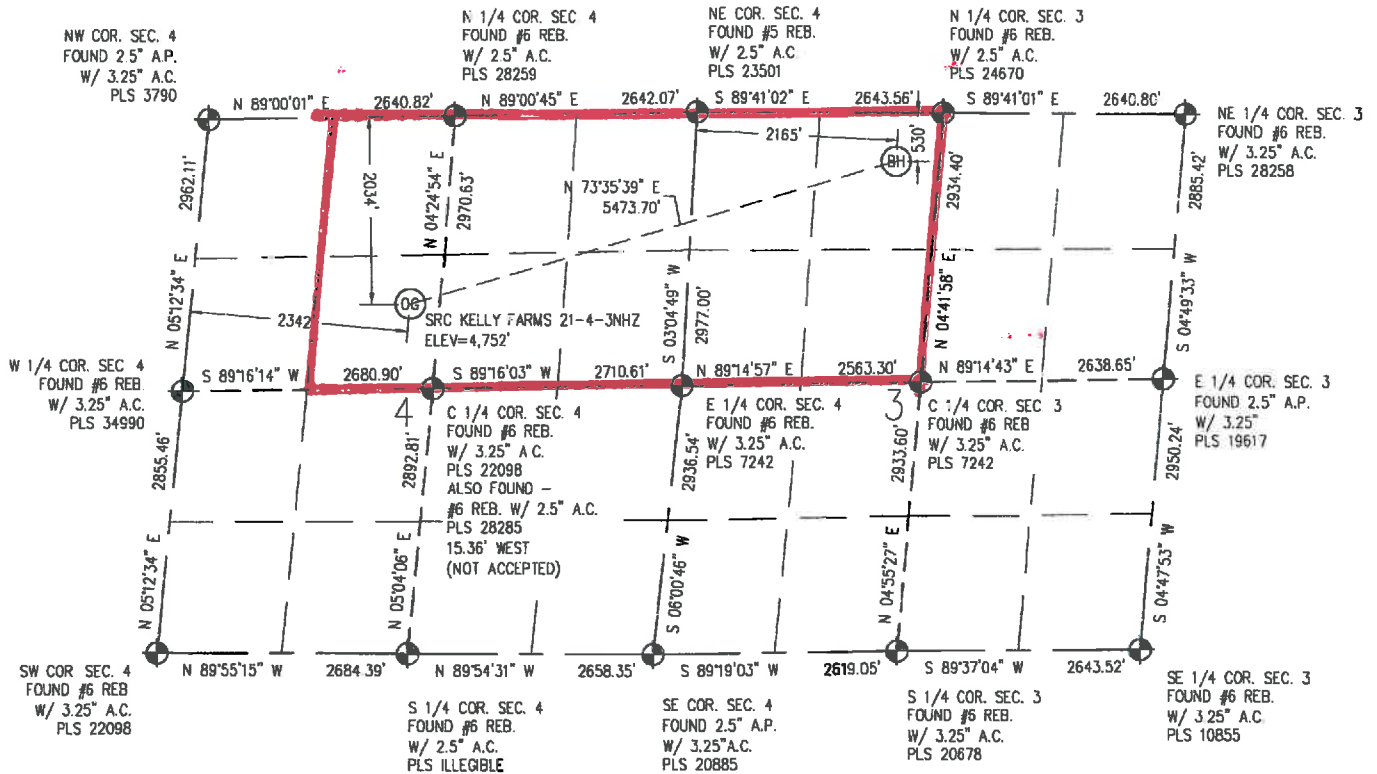 NW COR. SEC. 4
FOUND 2.5" A.P.
W/ 3.25" A.C.
PLS 3790
N 1/4 COR. SEC. 4
FOUND #6 REB.
W/ 2.5" A.C.
PLS 28259
NE COR. SEC. 4
FOUND #5 REB.
W/ 2.5" A.C.
PLS 23501
N 1/4 COR. SEC. 3
FOUND #6 REB.
W/ 2.5" A.C.
PLS 24670
NE 1/4 COR. SEC. 3
FOUND #6 REB.
W/ 3.25" A.C.
PLS 28258
N 89°00'01" E
2640.82'
N 89°00'45" E
2642.07'
S 89°41'02" E
2643.56'
S 89°41'01" E
2640.80'
2962.11'
N 05°12'34" E
2034'
N 04°24'54" E
2970.63'
2165'
530'
BH
N 73°35'39" E
5473.70'
S 03°04'49" W
2977.00'
2934.40'
N 04°41'58" E
2885.42'
S 04°49'33" W
2342'
OG
SRC KELLY FARMS 21-4-3NHZ
ELEV=4,752'
W 1/4 COR. SEC. 4
FOUND #6 REB.
W/ 3.25" A.C.
PLS 34990
S 89°16'14" W
2680.90'
S 89°16'03" W
2710.61'
N 89°14'57" E
2563.30'
N 89°14'43" E
2638.65'
4
3
C 1/4 COR. SEC. 4
FOUND #6 REB.
W/ 3.25" A.C.
PLS 22098
ALSO FOUND -
#6 REB. W/ 2.5" A.C.
PLS 28285
15.36' WEST
(NOT ACCEPTED)
E 1/4 COR. SEC. 4
FOUND #6 REB.
W/ 3.25" A.C.
PLS 7242
C 1/4 COR. SEC. 3
FOUND #6 REB
W/ 3.25" A.C.
PLS 7242
E 1/4 COR. SEC. 3
FOUND 2.5" A.P.
W/ 3.25"
PLS 19617
2855.46'
N 05°12'34" E
2892.81'
N 05°04'06" E
2936.54'
S 06°00'46" W
2933.60'
N 04°55'27" E
2950.24'
S 04°47'53" W
N 89°55'15" W
2684.39'
N 89°54'31" W
2658.35'
S 89°19'03" W
2619.05'
S 89°37'04" W
2643.52'
SW COR SEC. 4
FOUND #6 REB
W/ 3.25" A.C.
PLS 22098
S 1/4 COR. SEC. 4
FOUND #6 REB.
W/ 2.5" A.C.
PLS ILLEGIBLE
SE COR. SEC. 4
FOUND 2.5" A.P.
W/ 3.25"A.C.
PLS 20885
S 1/4 COR. SEC. 3
FOUND #6 REB.
W/ 3.25" A.C.
PLS 20678
SE 1/4 COR. SEC. 3
FOUND #6 REB.
W/ 3.25" A.C.
PLS 10855